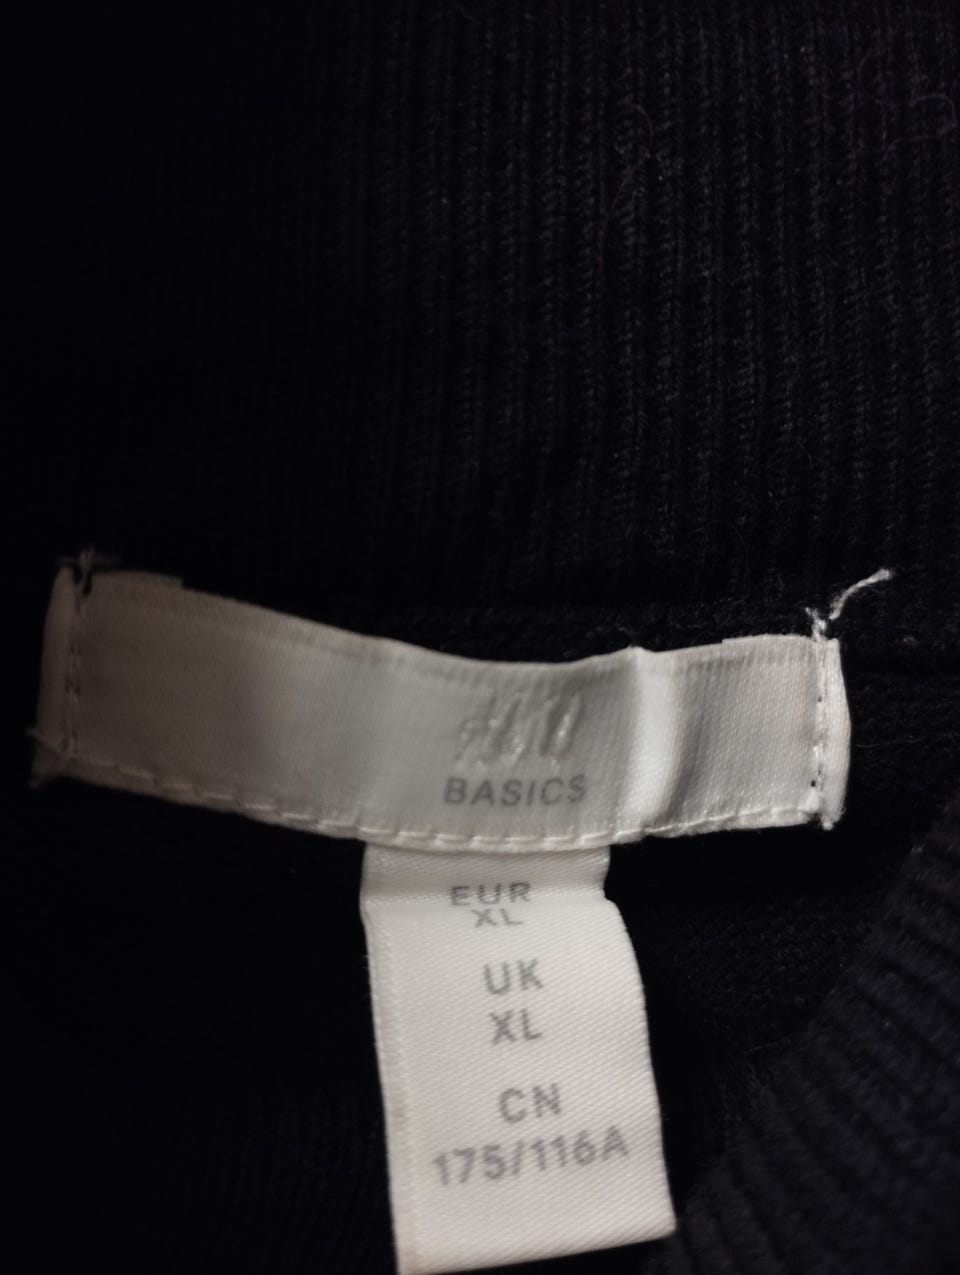 H&M
BASICS
EUR
XL
UK
XL
CN
175/116A